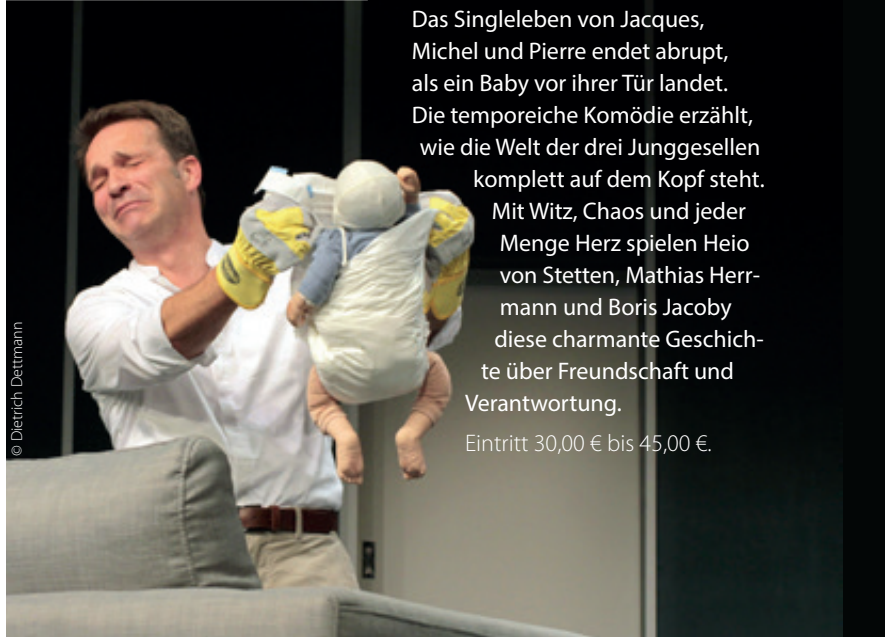 Das Singleleben von Jacques,
Michel und Pierre endet abrupt,
als ein Baby vor ihrer Tür landet.
Die temporeiche Komödie erzählt,
wie die Welt der drei Junggesellen
komplett auf dem Kopf steht.
Mit Witz, Chaos und jeder
Menge Herz spielen Heio
von Stetten, Mathias Herr-
mann und Boris Jacoby
diese charmante Geschich-
te über Freundschaft und
Verantwortung.
Eintritt 30,00 € bis 45,00 €.
© Dietrich Dettmann